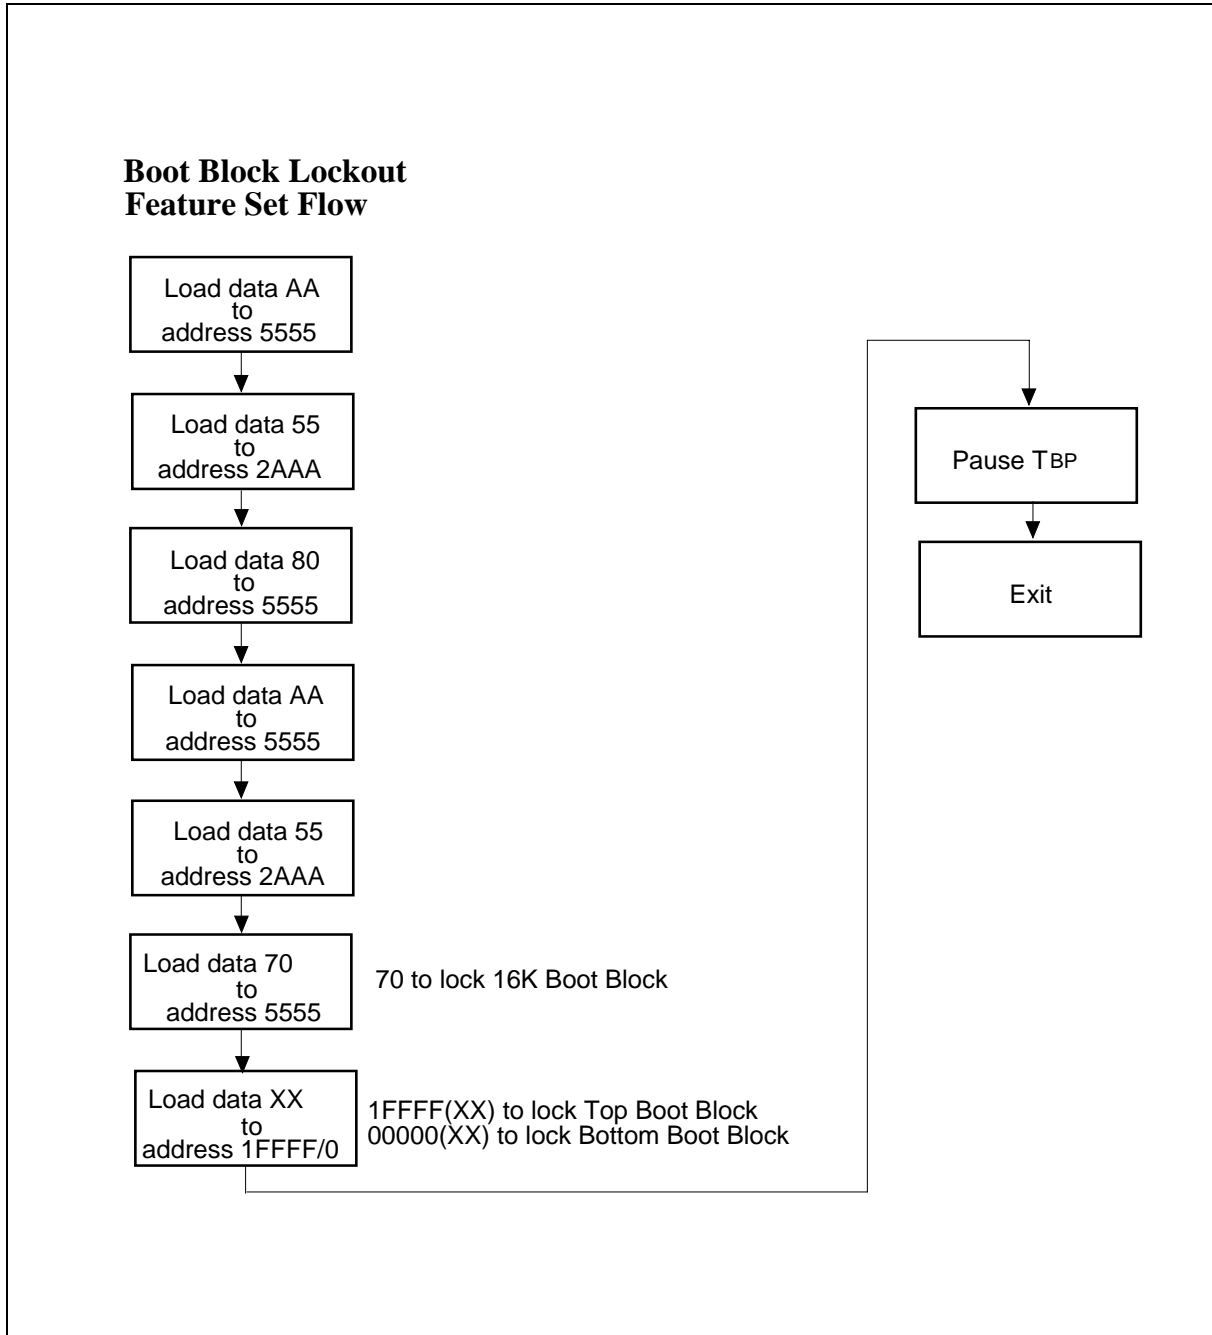 Boot Block Lockout
Feature Set Flow
Load data AA
to
address 5555
Load data 55
to
address 2AAA
Load data 80
to
address 5555
Load data AA
to
address 5555
Load data 55
to
address 2AAA
Load data 70
to
address 5555
70 to lock 16K Boot Block
Load data XX
to
address 1FFFF/0
1FFFF(XX) to lock Top Boot Block
00000(XX) to lock Bottom Boot Block
Pause TBP
Exit